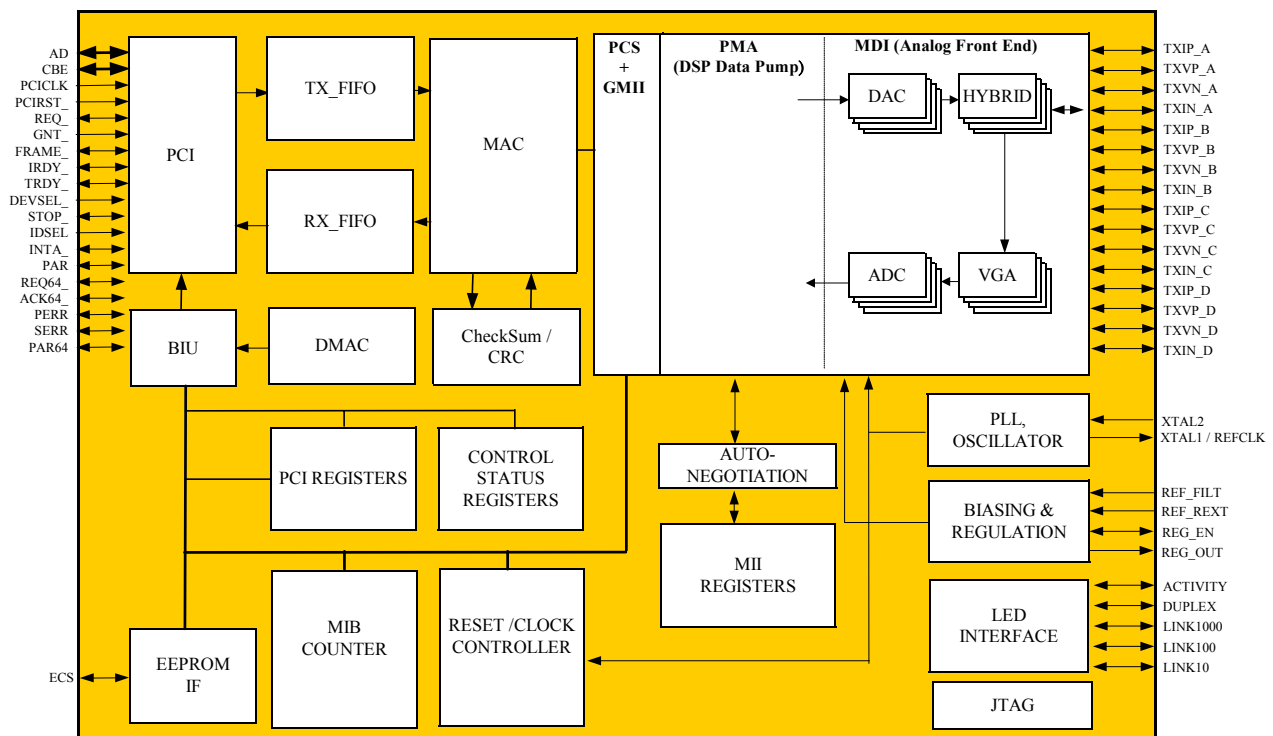 AD
CBE
PCICLK
PCIRST_
REQ_
GNT_
FRAME_
IRDY_
TRDY_
DEVSEL_
STOP_
IDSEL
INTA_
PAR
REQ64_
ACK64_
PERR
SERR
PAR64
ECS
PCI
TX_FIFO
RX_FIFO
MAC
BIU
DMAC
CheckSum /
CRC
PCS
+
GMII
PMA
(DSP Data Pump)
MDI (Analog Front End)
DAC
HYBRID
ADC
VGA
PCI REGISTERS
CONTROL
STATUS
REGISTERS
AUTO-
NEGOTIATION
MII
REGISTERS
PLL,
OSCILLATOR
BIASING &
REGULATION
LED
INTERFACE
JTAG
EEPROM
IF
MIB
COUNTER
RESET /CLOCK
CONTROLLER
TXIP_A
TXVP_A
TXVN_A
TXIN_A
TXIP_B
TXVP_B
TXVN_B
TXIN_B
TXIP_C
TXVP_C
TXVN_C
TXIN_C
TXIP_D
TXVP_D
TXVN_D
TXIN_D
XTAL2
XTAL1 / REFCLK
REF_FILT
REF_REXT
REG_EN
REG_OUT
ACTIVITY
DUPLEX
LINK1000
LINK100
LINK10